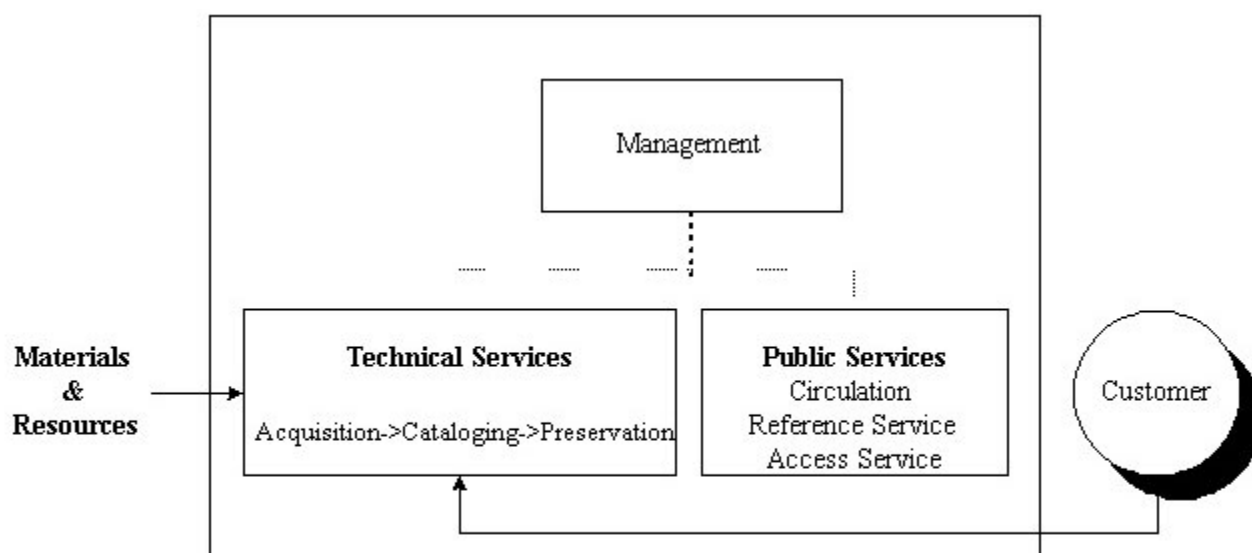 Management
Materials
&
Resources
Technical Services
Acquisition->Cataloging->Preservation
Public Services
Circulation
Reference Service
Access Service
Customer